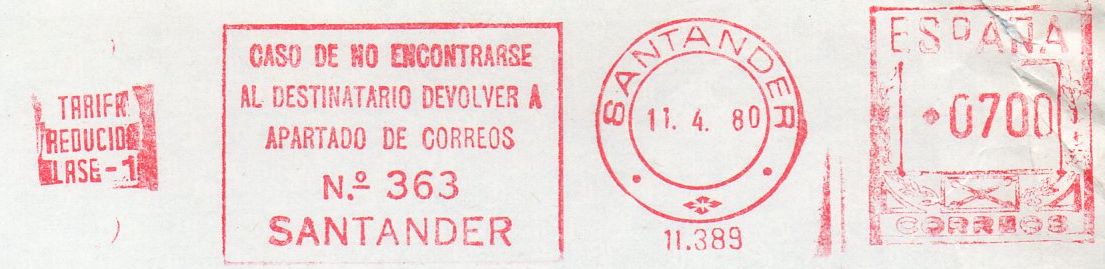 TARIFA
REDUCIDA
CLASE-1
CASO DE NO ENCONTRARSE
AL DESTINATARIO DEVOLVER A
APARTADO DE CORREOS
N.º 363
SANTANDER
SANTANDER
11. 4. 80
11.389
ESPAÑA
*0700
CORREOS